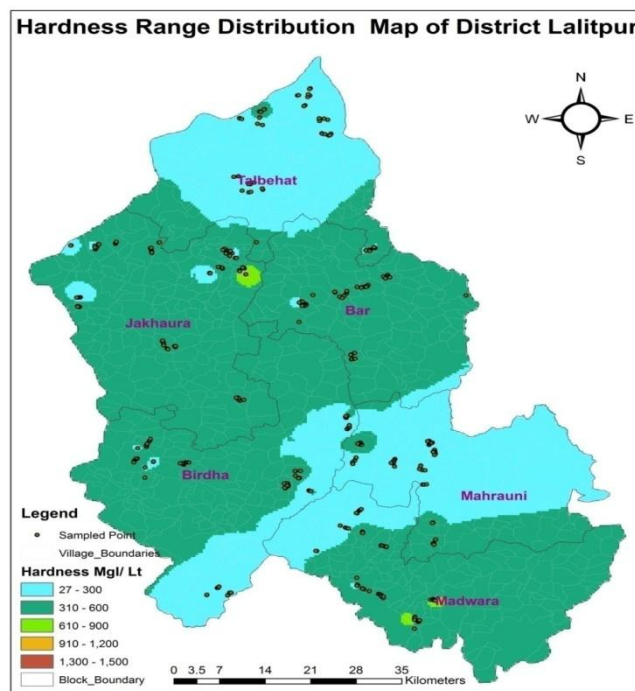 Hardness Range Distribution Map of District Lalitpur
N
W E
S
Talbehat
Jakhaura
Bar
Birdha
Mahrauni
Madwara
Legend
Sampled Point
Village_Boundaries
Hardness Mgl/ Lt
27 - 300
310 - 600
610 - 900
910 - 1,200
1,300 - 1,500
Block_Boundary
0 3.5 7 14 21 28 35
Kilometers